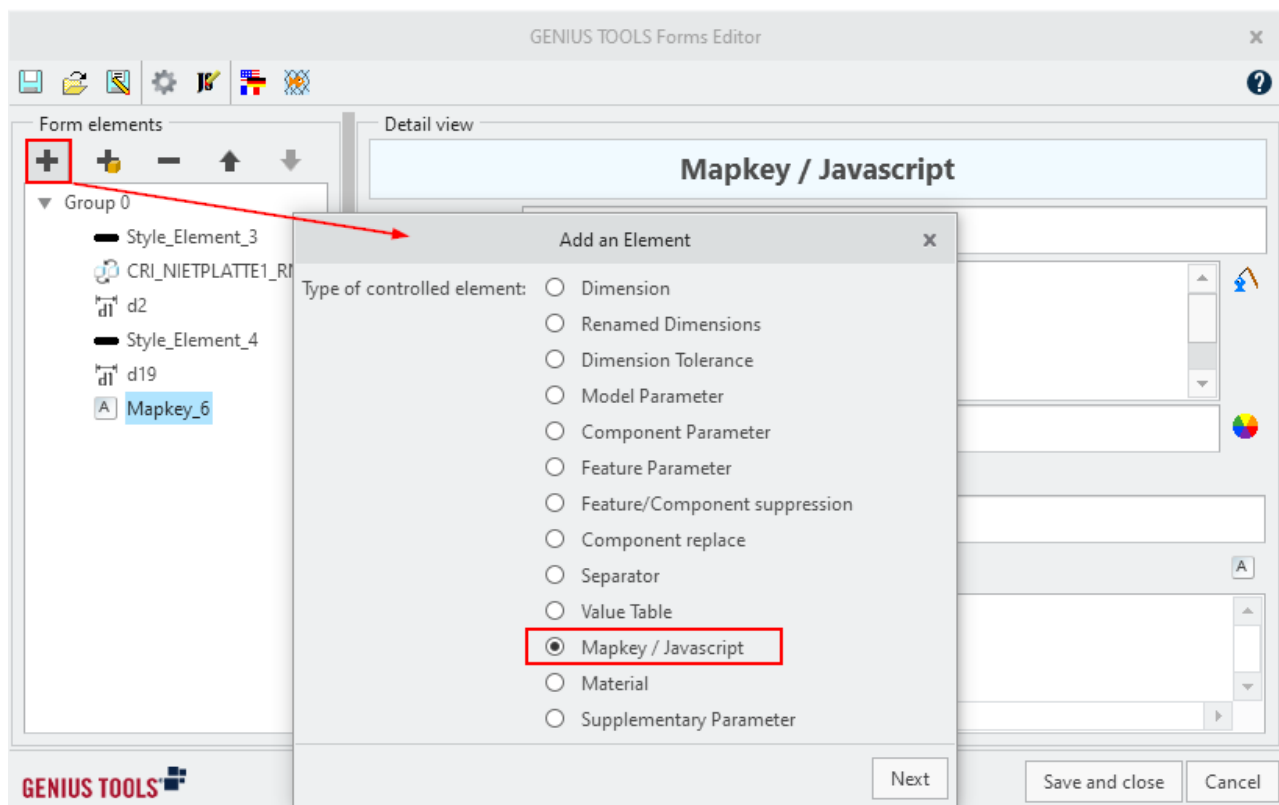 GENIUS TOOLS Forms Editor
Form elements
Detail view
Mapkey / Javascript
Group 0
Style_Element_3
CRI_NIETPLATTE1_R
d2
Style_Element_4
d19
Mapkey_6
Add an Element
Type of controlled element:
Dimension
Renamed Dimensions
Dimension Tolerance
Model Parameter
Component Parameter
Feature Parameter
Feature/Component suppression
Component replace
Separator
Value Table
Mapkey / Javascript
Material
Supplementary Parameter
Next
GENIUS TOOLS
Save and close
Cancel